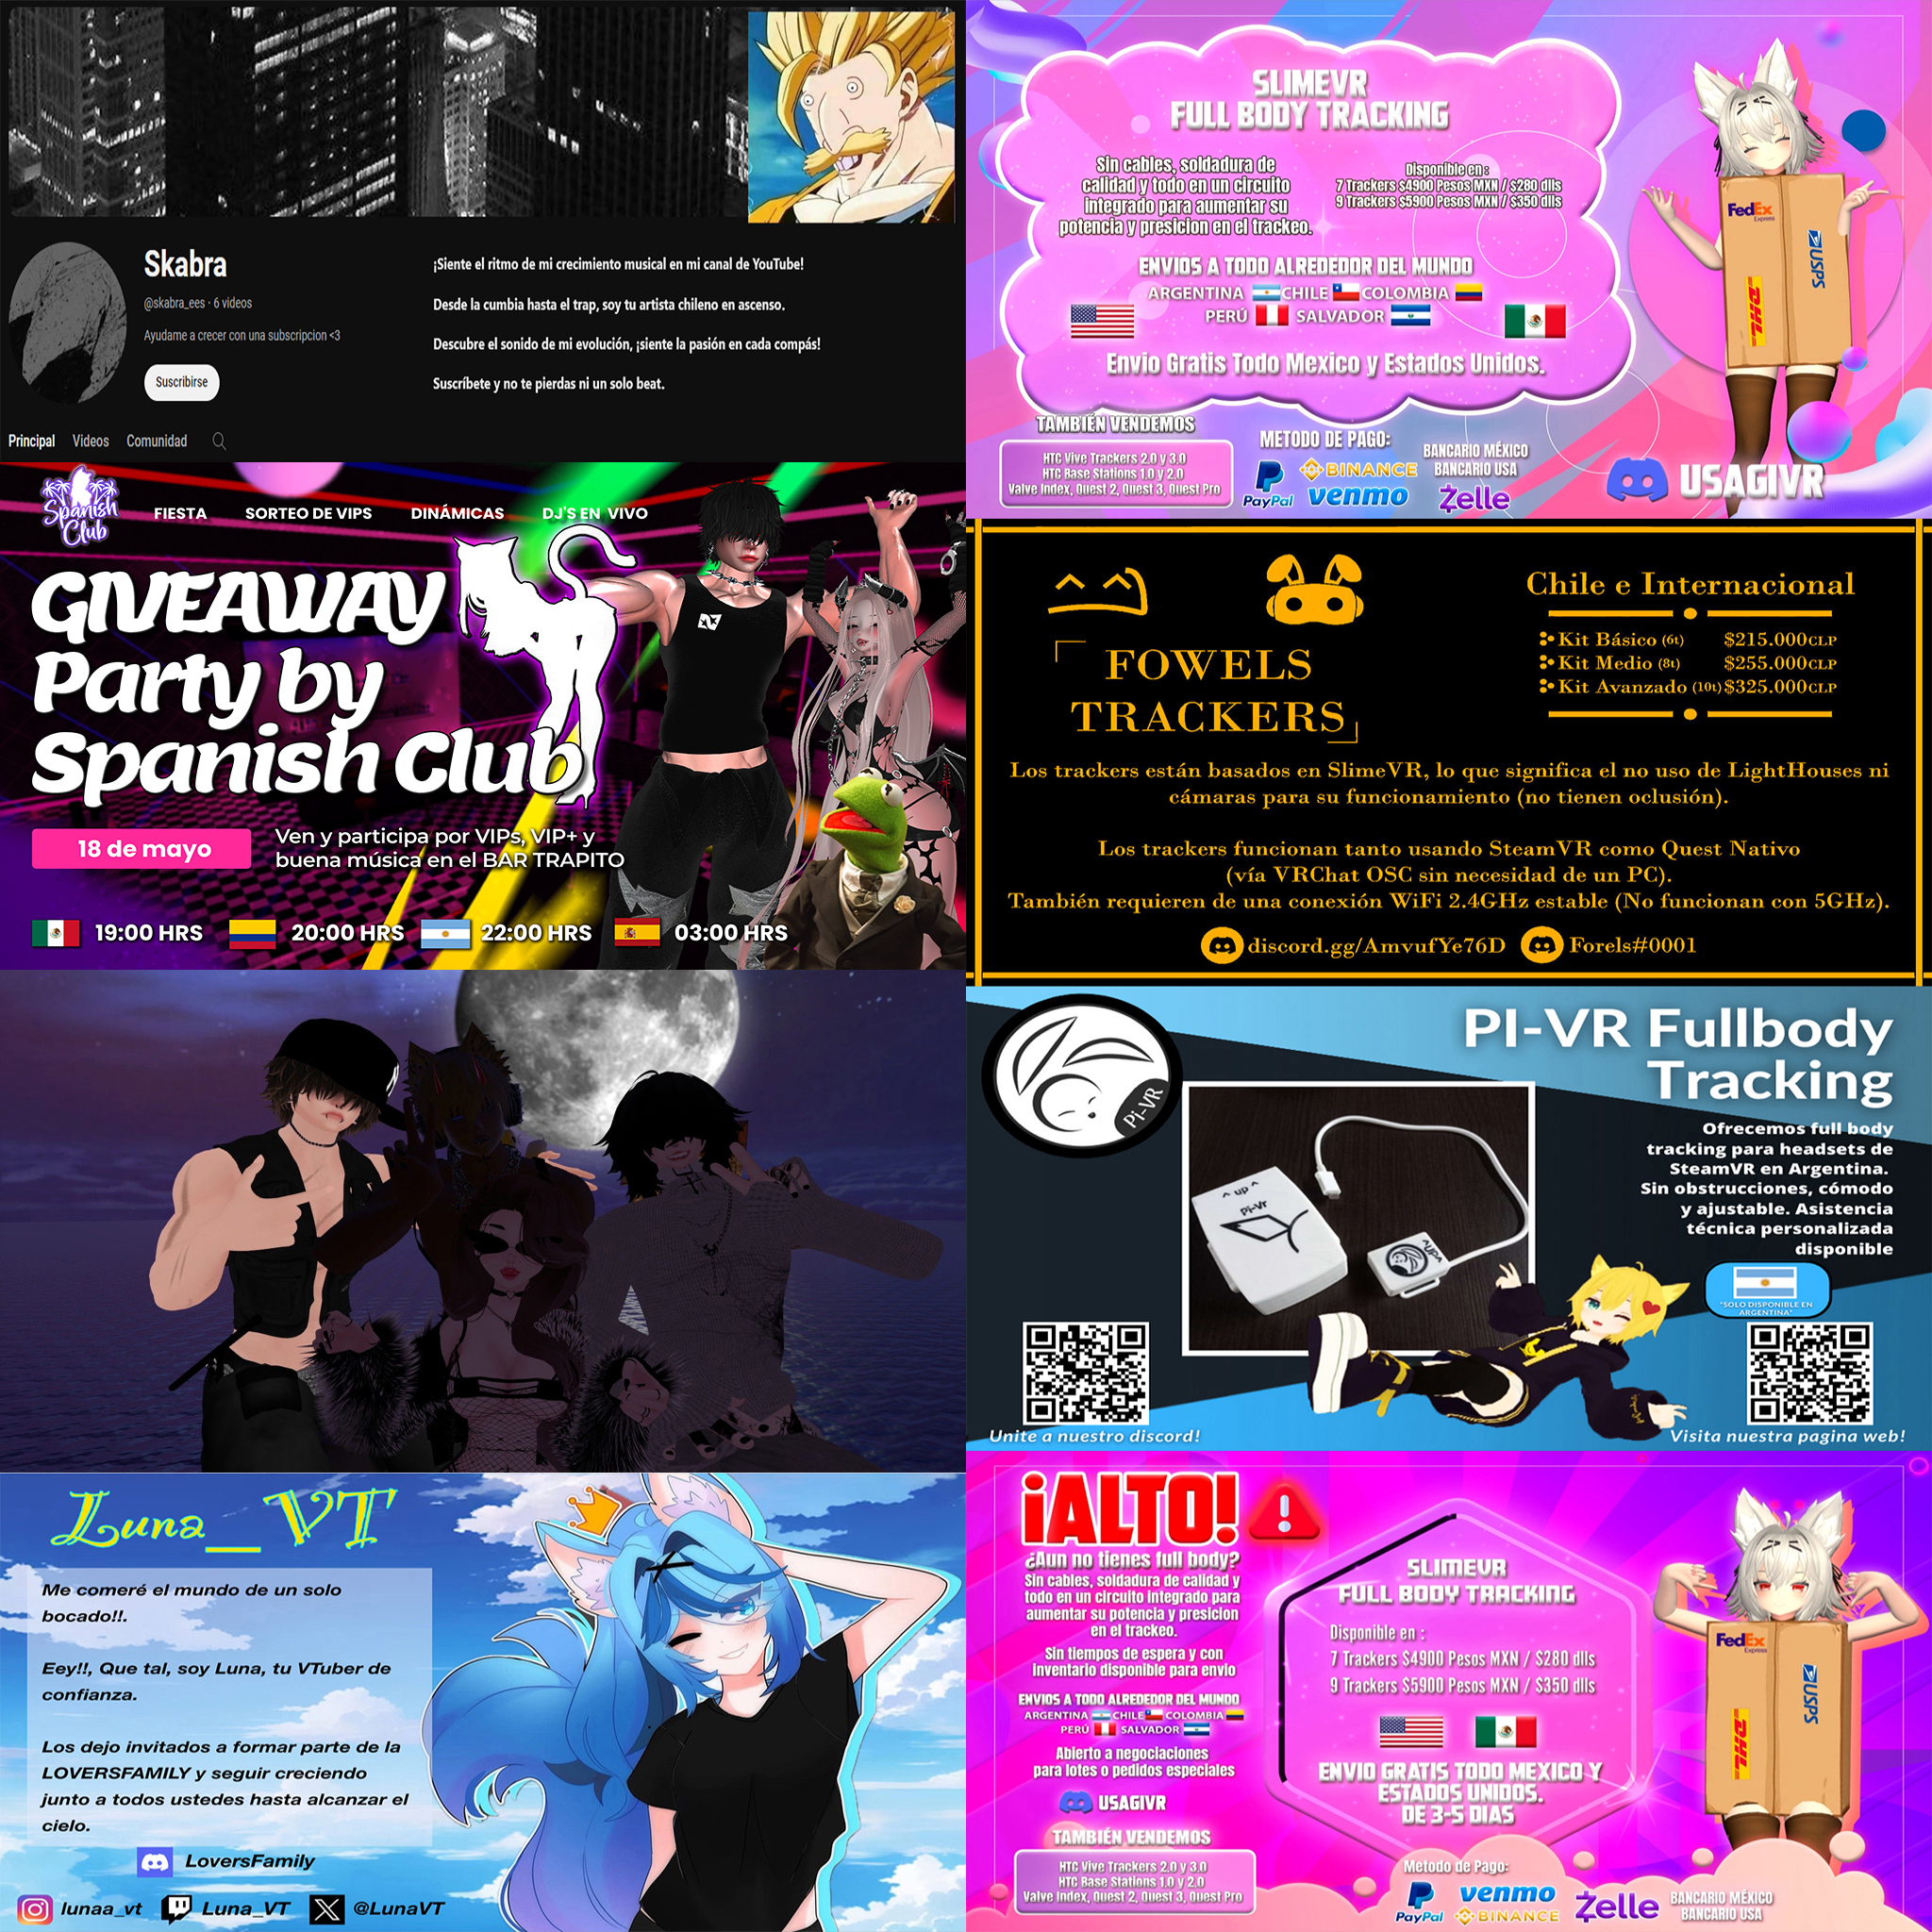 Skabra
@skabra_ees · 6 videos
Ayudame a crecer con una subscripcion <3
Suscribirse
¡Siente el ritmo de mi crecimiento musical en mi canal de YouTube!
Desde la cumbia hasta el trap, soy tu artista chileno en ascenso.
Descubre el sonido de mi evolución, ¡siente la pasión en cada compás!
Suscríbete y no te pierdas ni un solo beat.
Principal Videos Comunidad
SLIMEVR
FULL BODY TRACKING
Sin cables, soldadura de
calidad y todo en un circuito
integrado para aumentar su
potencia y presicion en el trackeo.
Disponible en :
7 Trackers $4900 Pesos MXN / $280 dlls
9 Trackers $5900 Pesos MXN / $350 dlls
ENVIOS A TODO ALREDEDOR DEL MUNDO
ARGENTINA CHILE COLOMBIA
PERÚ SALVADOR
Envio Gratis Todo Mexico y Estados Unidos.
TAMBIÉN VENDEMOS
HTC Vive Trackers 2.0 y 3.0
HTC Base Stations 1.0 y 2.0
Valve Index, Quest 2, Quest 3, Quest Pro
METODO DE PAGO:
PayPal
BINANCE
venmo
BANCARIO MÉXICO
BANCARIO USA
Zelle
USAGIVR
FedEx
Express
USPS
DHL
Spanish
Club
FIESTA SORTEO DE VIPS DINÁMICAS DJ'S EN VIVO
GIVEAWAY
Party by
Spanish Club
18 de mayo
Ven y participa por VIPs, VIP+ y
buena música en el BAR TRAPITO
19:00 HRS 20:00 HRS 22:00 HRS 03:00 HRS
FOWELS
TRACKERS
Chile e Internacional
Kit Básico (6t) $215.000CLP
Kit Medio (8t) $255.000CLP
Kit Avanzado (10t) $325.000CLP
Los trackers están basados en SlimeVR, lo que significa el no uso de LightHouses ni
cámaras para su funcionamiento (no tienen oclusión).
Los trackers funcionan tanto usando SteamVR como Quest Nativo
(vía VRChat OSC sin necesidad de un PC).
También requieren de una conexión WiFi 2.4GHz estable (No funcionan con 5GHz).
discord.gg/AmvufYe76D Forels#0001
Pi-VR
PI-VR Fullbody
Tracking
^ up ^
Pi-Vr
Ofrecemos full body
tracking para headsets de
SteamVR en Argentina.
Sin obstrucciones, cómodo
y ajustable. Asistencia
técnica personalizada
disponible
"SOLO DISPONIBLE EN
ARGENTINA"
Unite a nuestro discord!
Visita nuestra pagina web!
Luna_VT
Me comeré el mundo de un solo
bocado!!.
Eey!!, Que tal, soy Luna, tu VTuber de
confianza.
Los dejo invitados a formar parte de la
LOVERSFAMILY y seguir creciendo
junto a todos ustedes hasta alcanzar el
cielo.
LoversFamily
lunaa_vt Luna_VT @LunaVT
¡ALTO!
¿Aun no tienes full body?
Sin cables, soldadura de calidad y
todo en un circuito integrado para
aumentar su potencia y presicion
en el trackeo.
Sin tiempos de espera y con
inventario disponible para envio
ENVIOS A TODO ALREDEDOR DEL MUNDO
ARGENTINA CHILE COLOMBIA
PERÚ SALVADOR
Abierto a negociaciones
para lotes o pedidos especiales
USAGIVR
TAMBIÉN VENDEMOS
HTC Vive Trackers 2.0 y 3.0
HTC Base Stations 1.0 y 2.0
Valve Index, Quest 2, Quest 3, Quest Pro
SLIMEVR
FULL BODY TRACKING
Disponible en :
7 Trackers $4900 Pesos MXN / $280 dlls
9 Trackers $5900 Pesos MXN / $350 dlls
ENVIO GRATIS TODO MEXICO Y
ESTADOS UNIDOS.
DE 3-5 DIAS
Metodo de Pago:
PayPal
venmo
BINANCE
Zelle
BANCARIO MÉXICO
BANCARIO USA
FedEx
Express
USPS
DHL